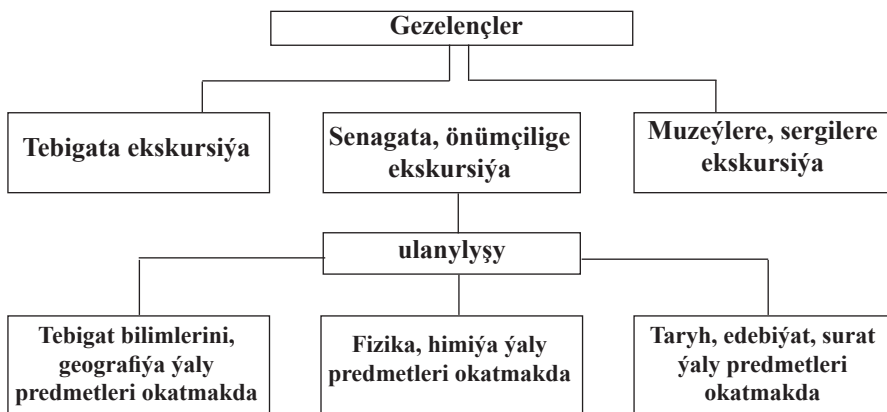 Gezelençler
Tebigata ekskursiýa
Senagata, önümçilige
ekskursiýa
Muzeýlere, sergilere
ekskursiýa
ulanylyşy
Tebigat bilimlerini,
geografiýa ýaly
predmetleri okatmakda
Fizika, himiýa ýaly
predmetleri okatmakda
Taryh, edebiýat, surat
ýaly predmetleri
okatmakda